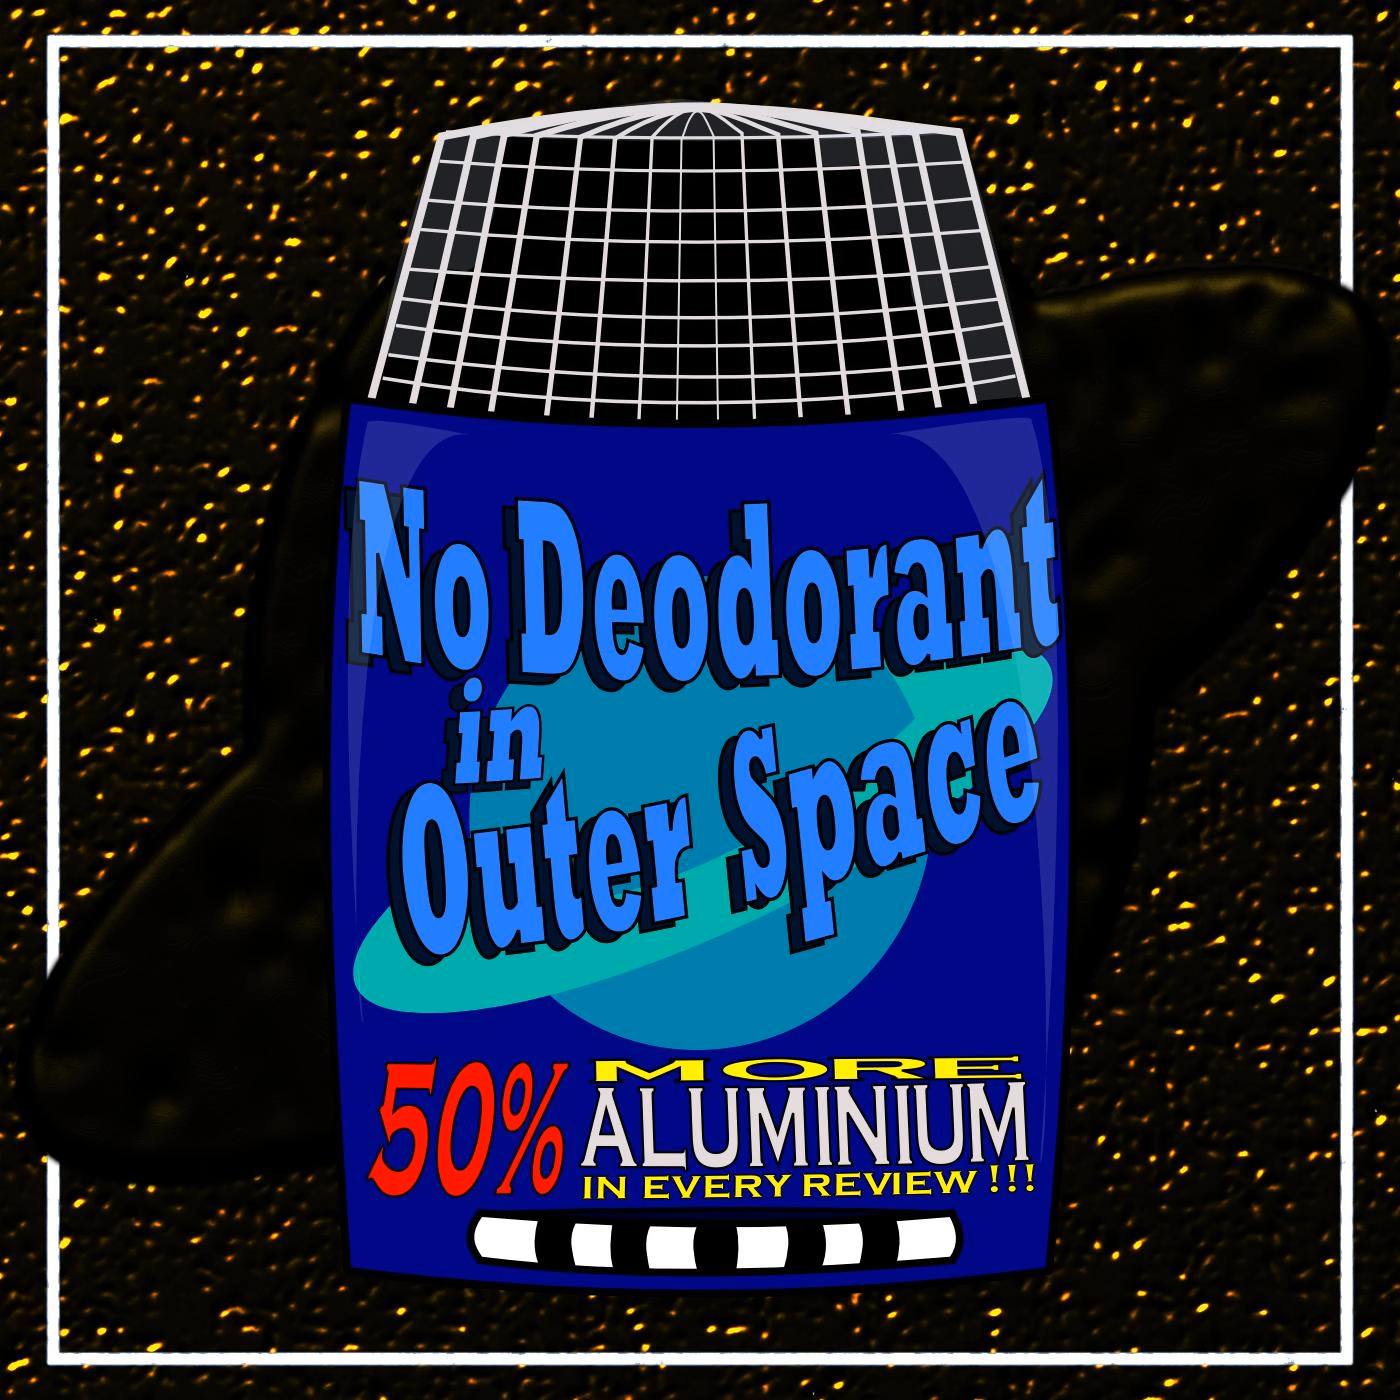 No Deodorant
in
Outer Space
50% MORE
ALUMINIUM
IN EVERY REVIEW !!!